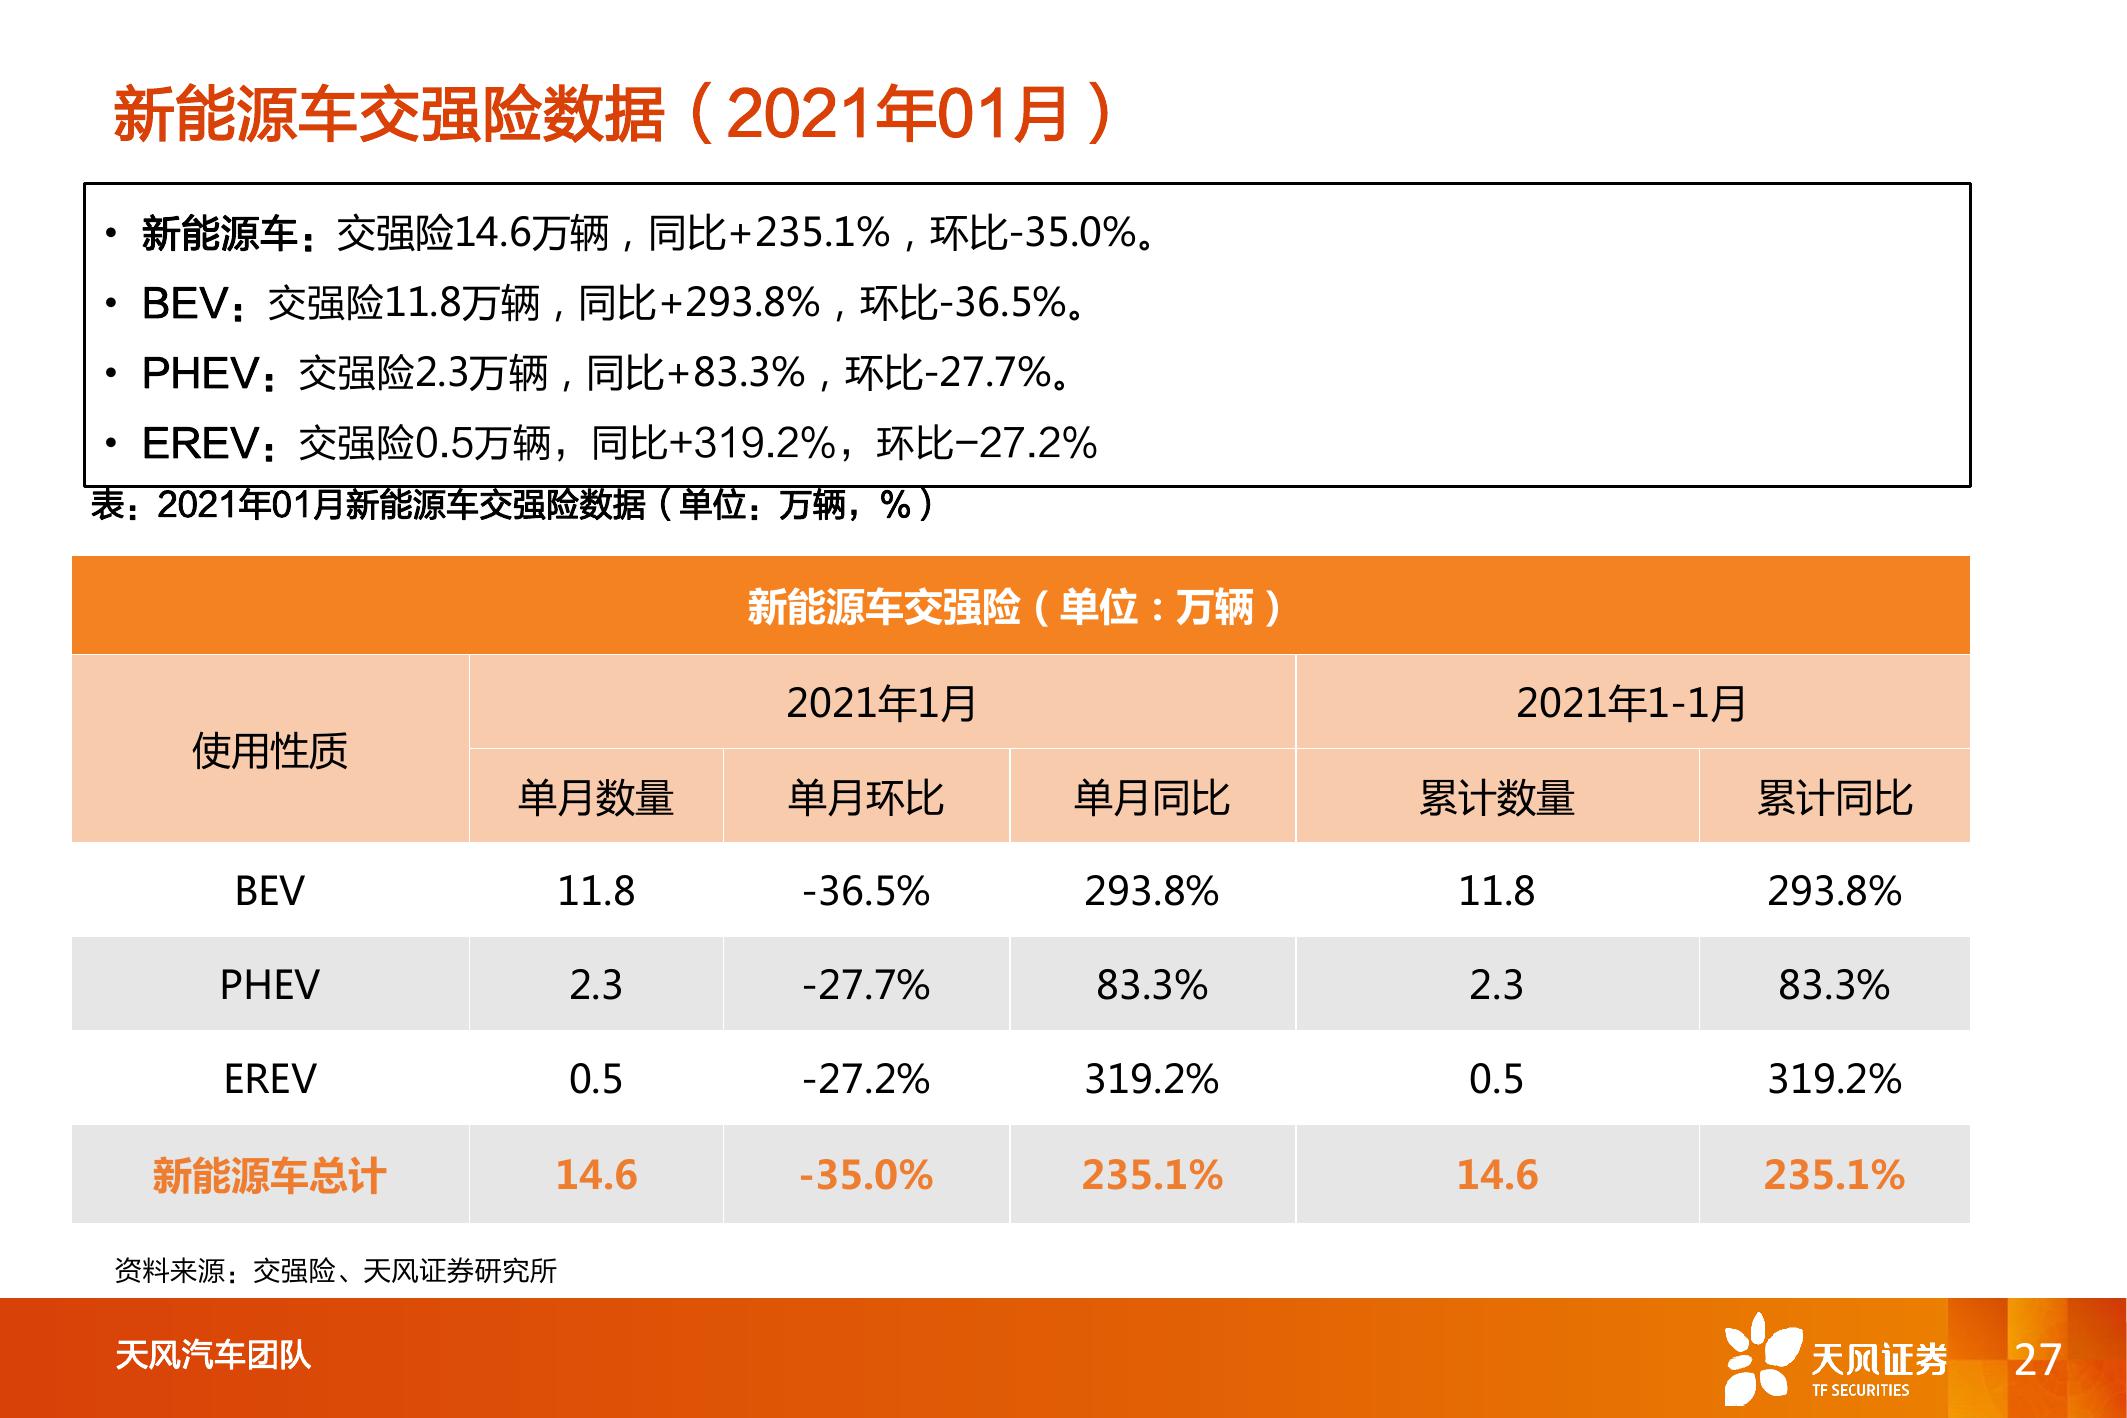 新能源车交强险数据（2021年01月）
• 新能源车：交强险14.6万辆，同比+235.1%，环比-35.0%。
• BEV：交强险11.8万辆，同比+293.8%，环比-36.5%。
• PHEV：交强险2.3万辆，同比+83.3%，环比-27.7%。
• EREV：交强险0.5万辆，同比+319.2%，环比-27.2%
表：2021年01月新能源车交强险数据（单位：万辆，%）
新能源车交强险（单位：万辆）
使用性质 2021年1月 2021年1-1月
单月数量 单月环比 单月同比 累计数量 累计同比
BEV 11.8 -36.5% 293.8% 11.8 293.8%
PHEV 2.3 -27.7% 83.3% 2.3 83.3%
EREV 0.5 -27.2% 319.2% 0.5 319.2%
新能源车总计 14.6 -35.0% 235.1% 14.6 235.1%
资料来源：交强险、天风证券研究所
天风汽车团队
天风证券
TF SECURITIES
27